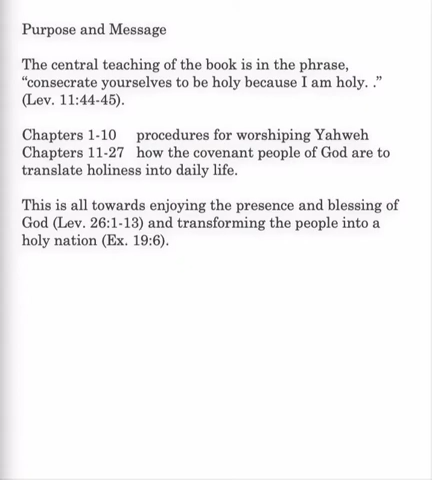 Purpose and Message
The central teaching of the book is in the phrase,
“consecrate yourselves to be holy because I am holy. .”
(Lev. 11:44-45).
Chapters 1-10 procedures for worshiping Yahweh
Chapters 11-27 how the covenant people of God are to
translate holiness into daily life.
This is all towards enjoying the presence and blessing of
God (Lev. 26:1-13) and transforming the people into a
holy nation (Ex. 19:6).